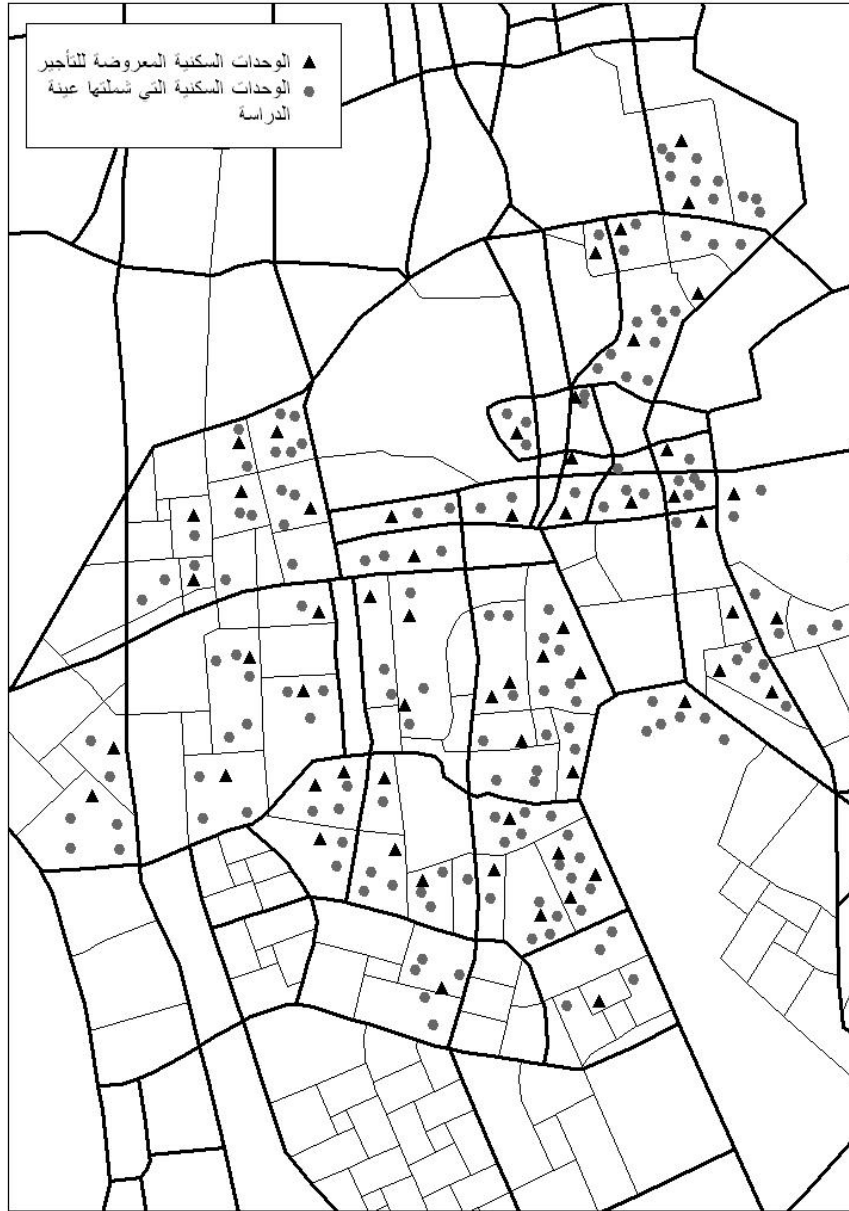 الوحدات السكنية المعروضة للتأجير
الوحدات السكنية التي شملتها عينة
الدراسة